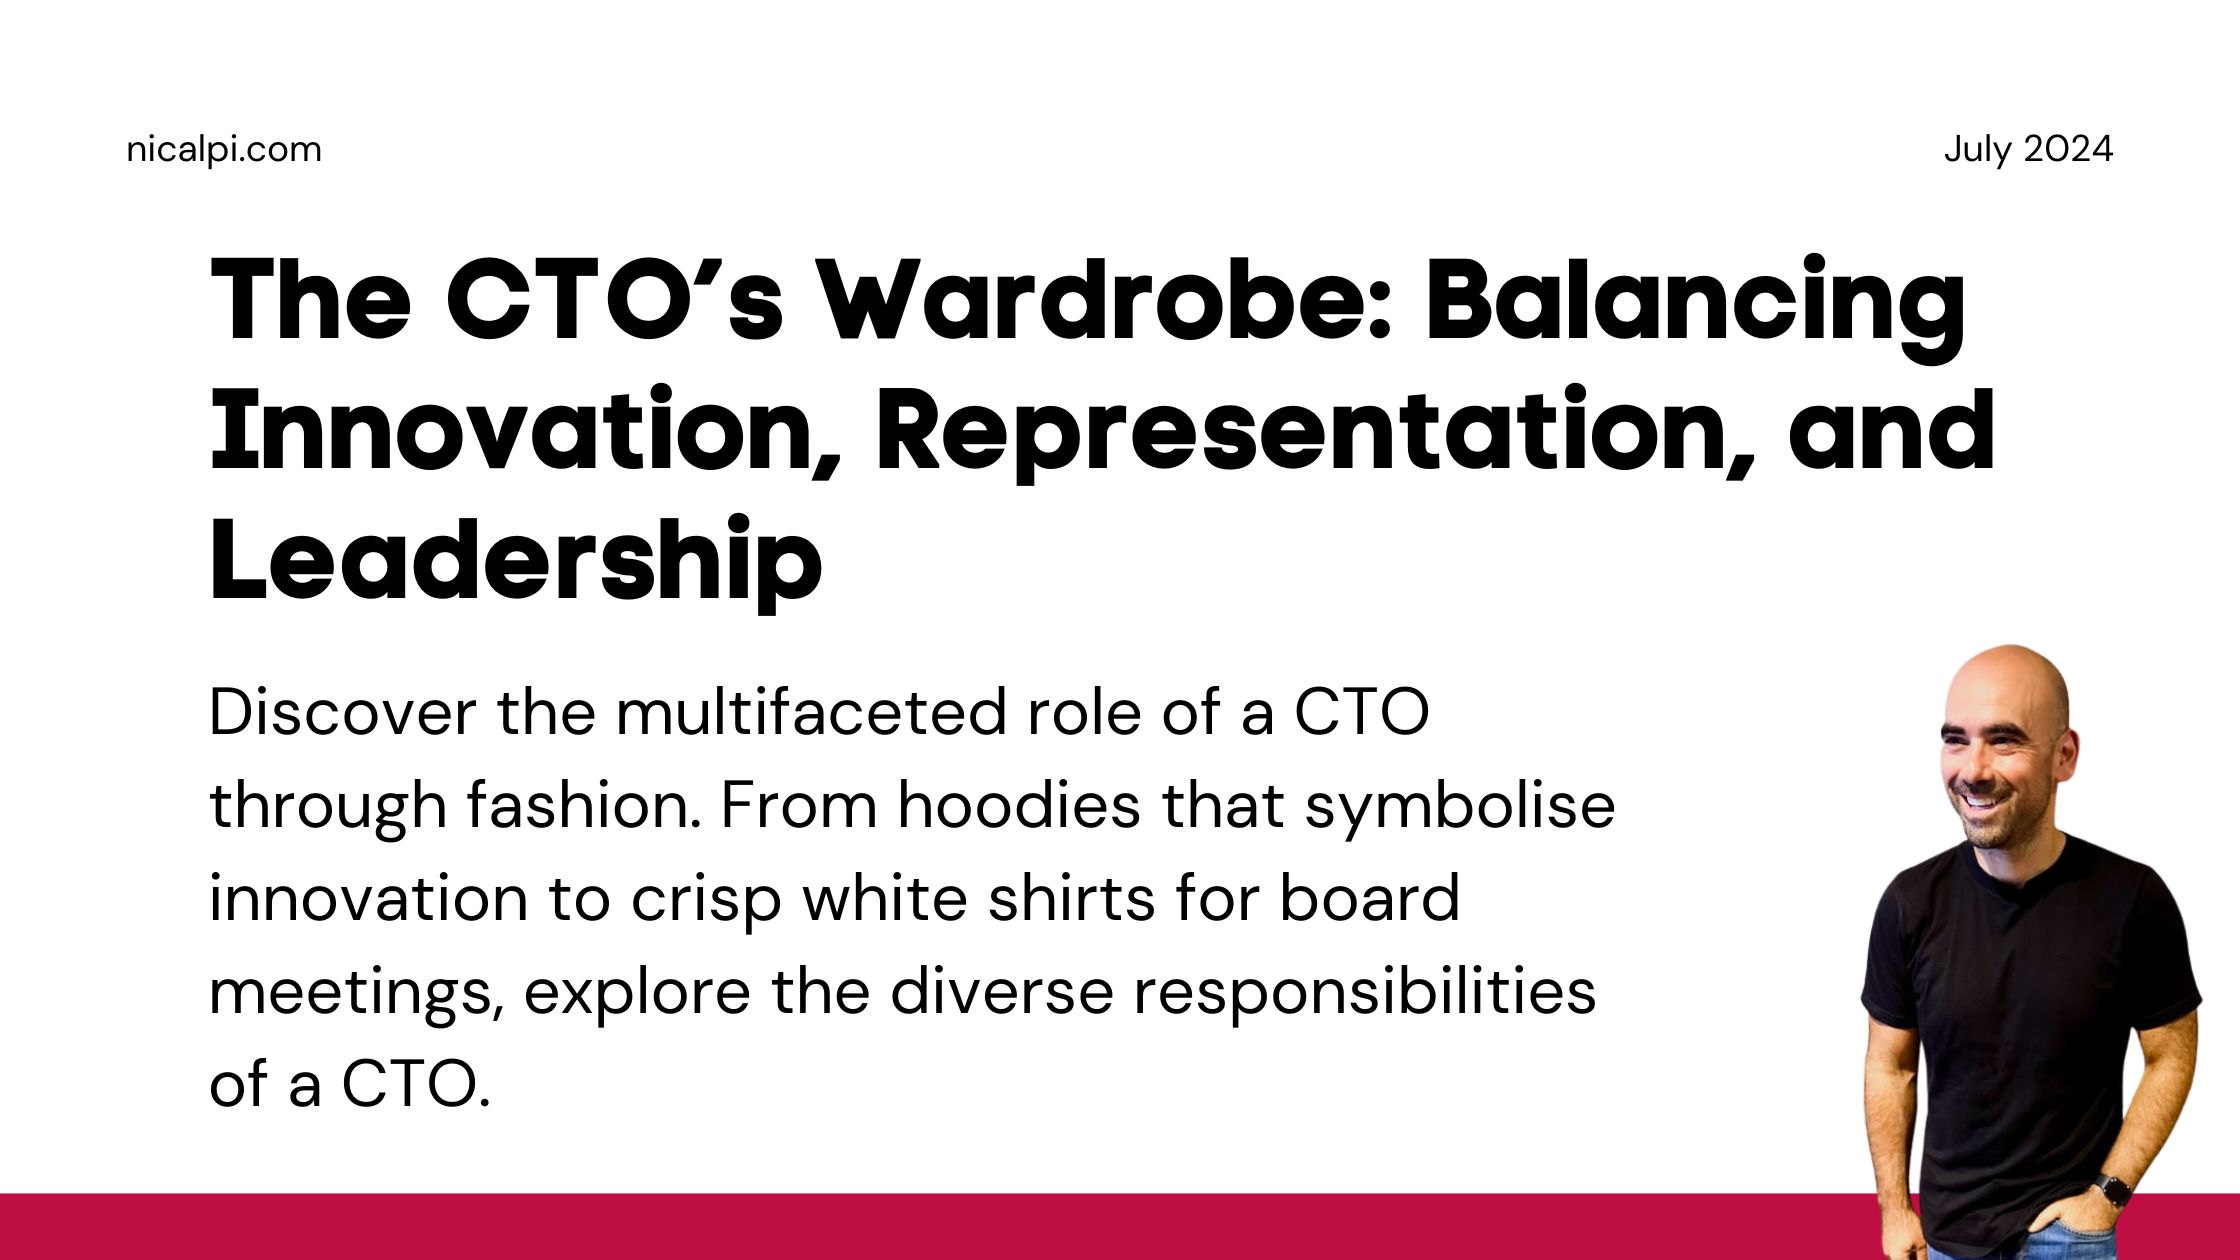 nicalpi.com
July 2024
The CTO’s Wardrobe: Balancing
Innovation, Representation, and
Leadership
Discover the multifaceted role of a CTO
through fashion. From hoodies that symbolise
innovation to crisp white shirts for board
meetings, explore the diverse responsibilities
of a CTO.